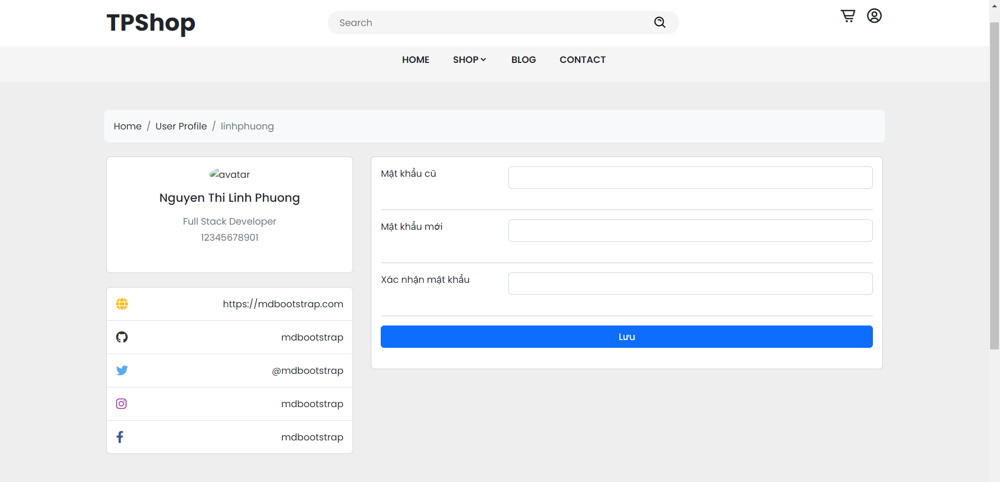 TPShop
Search
HOME SHOP BLOG CONTACT
Home / User Profile / linhphuong
avatar
Nguyen Thi Linh Phuong
Full Stack Developer
12345678901
https://mdbootstrap.com
mdbootstrap
@mdbootstrap
mdbootstrap
mdbootstrap
Mật khẩu cũ
Mật khẩu mới
Xác nhận mật khẩu
Lưu